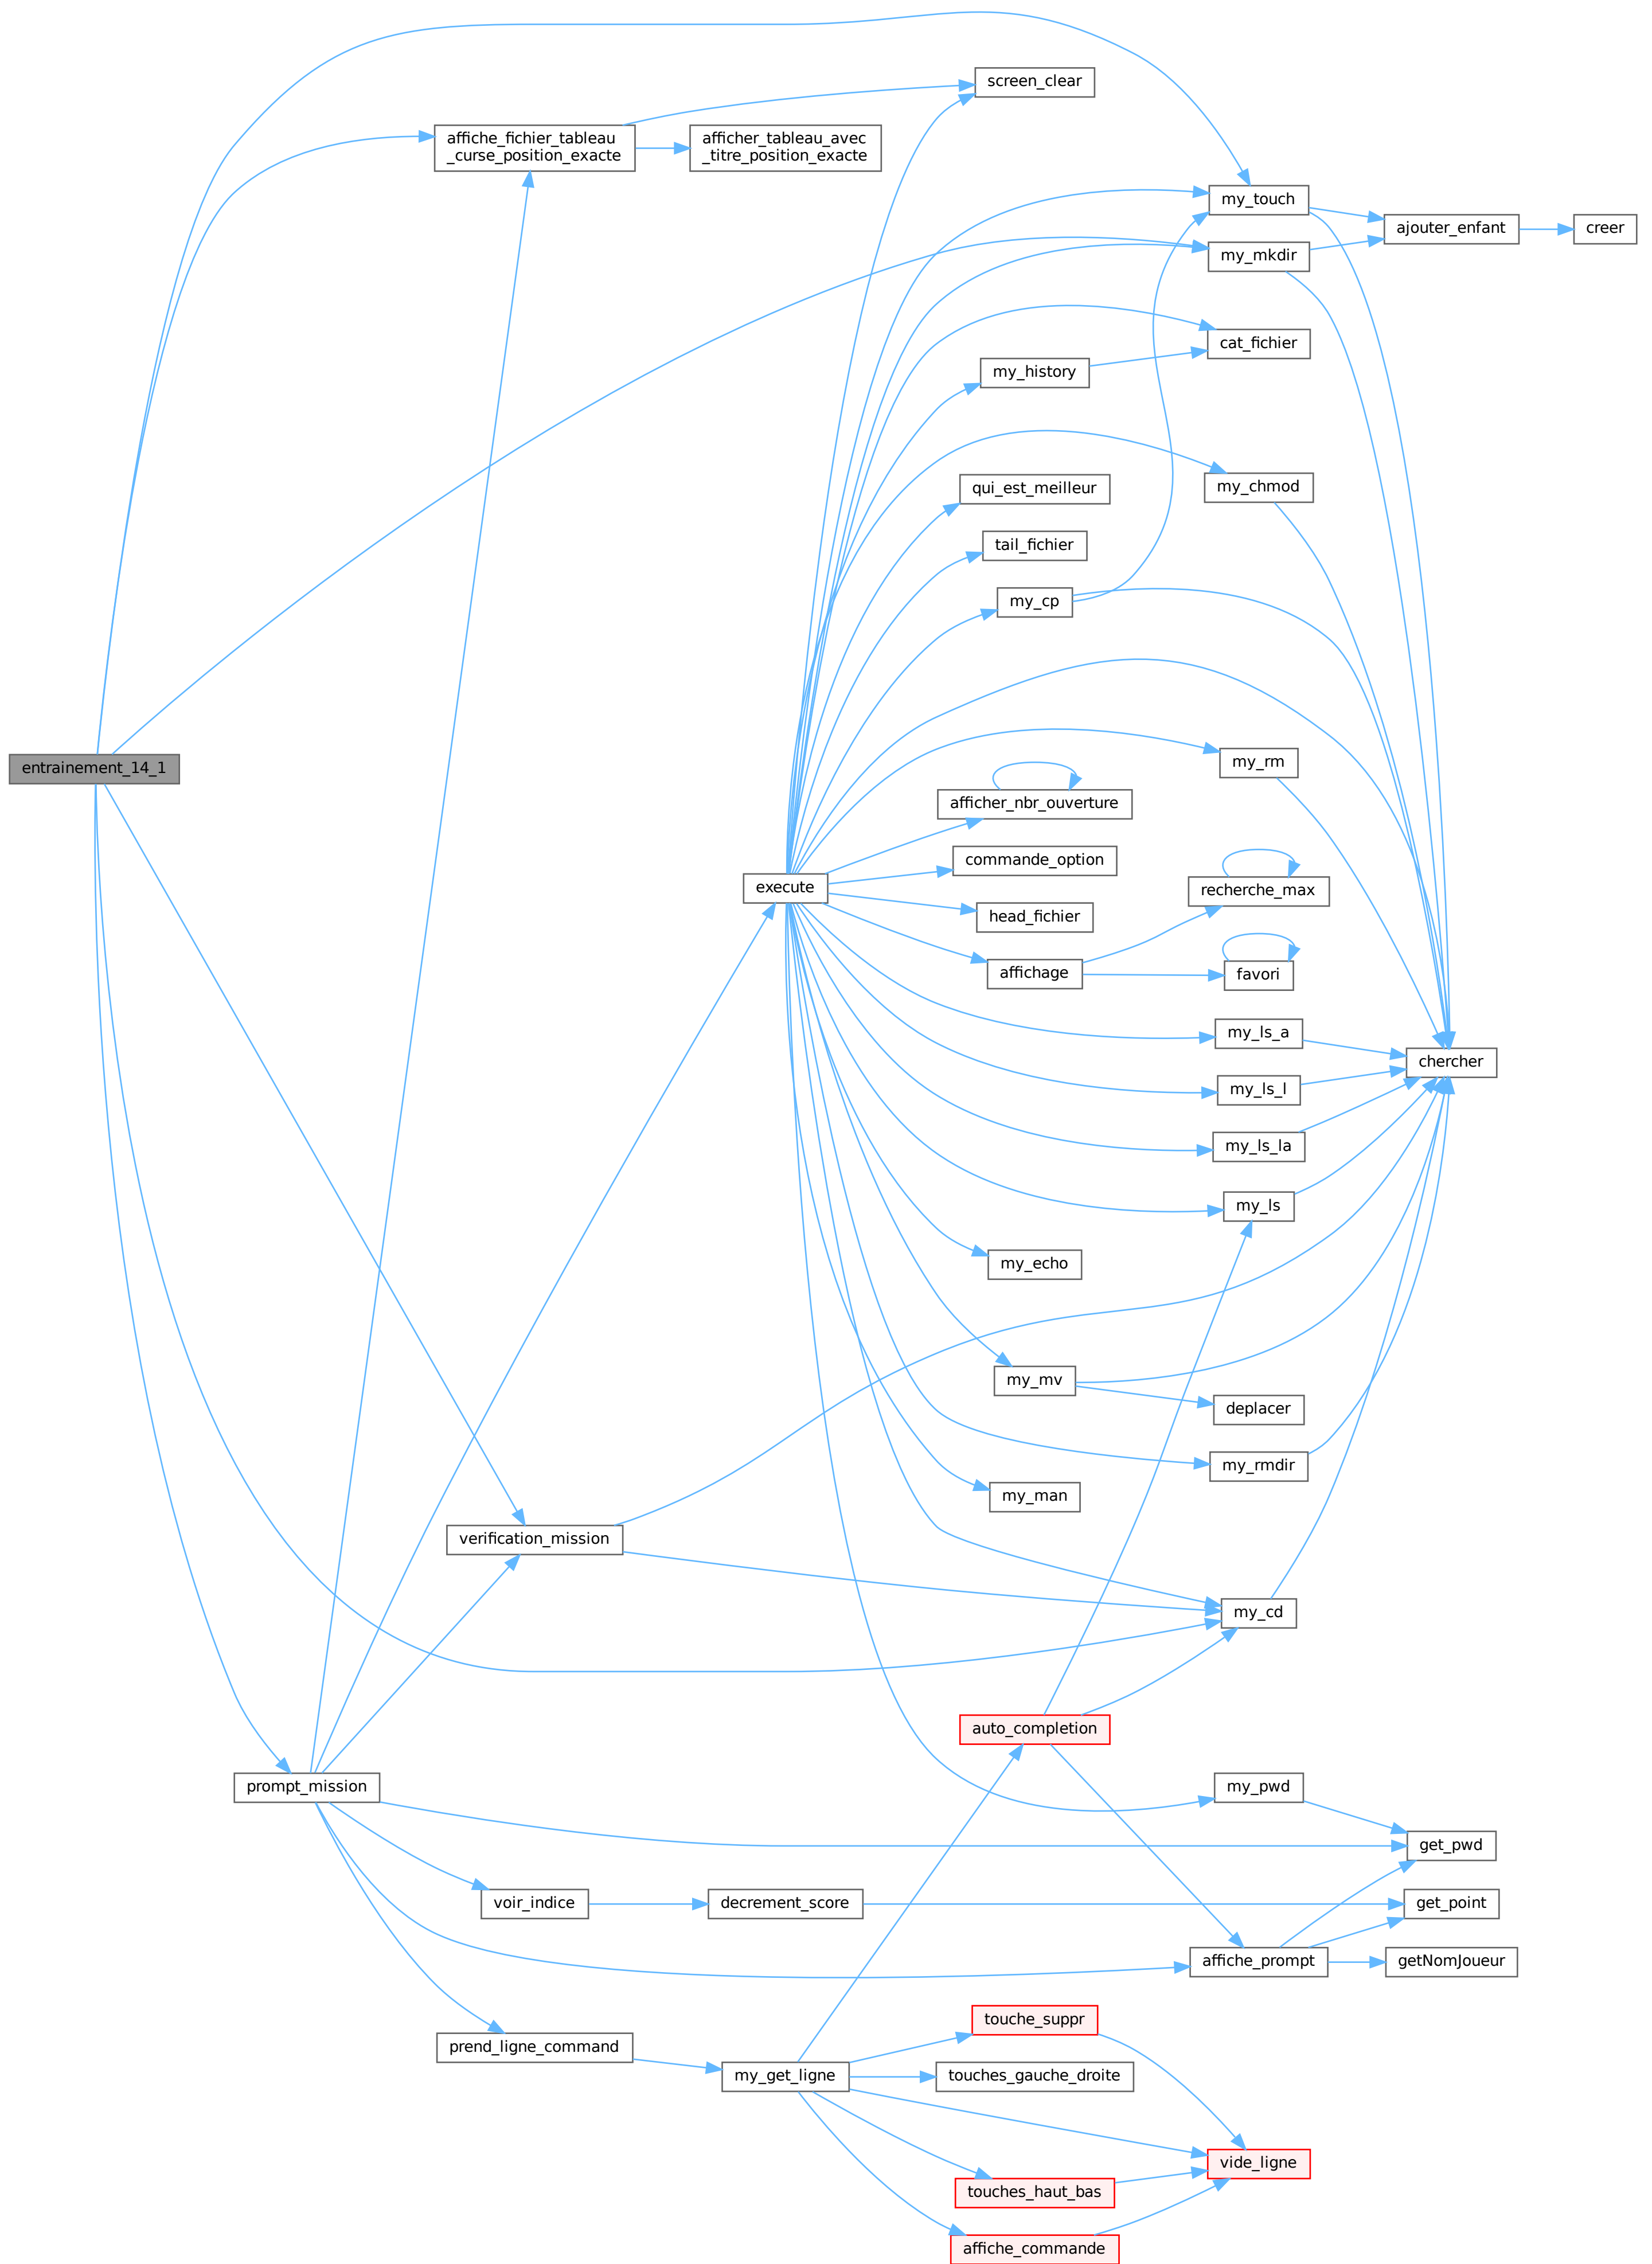 screen_clear
affiche_fichier_tableau
_curse_position_exacte
afficher_tableau_avec
_titre_position_exacte
my_touch
ajouter_enfant
creer
my_mkdir
cat_fichier
my_history
qui_est_meilleur
my_chmod
tail_fichier
my_cp
entrainement_14_1
my_rm
afficher_nbr_ouverture
commande_option
execute
recherche_max
head_fichier
affichage
favori
my_ls_a
chercher
my_ls_l
my_ls_la
my_ls
my_echo
my_mv
deplacer
my_rmdir
my_man
verification_mission
my_cd
auto_completion
prompt_mission
my_pwd
get_pwd
voir_indice
decrement_score
get_point
affiche_prompt
getNomJoueur
touche_suppr
prend_ligne_command
my_get_ligne
touches_gauche_droite
vide_ligne
touches_haut_bas
affiche_commande